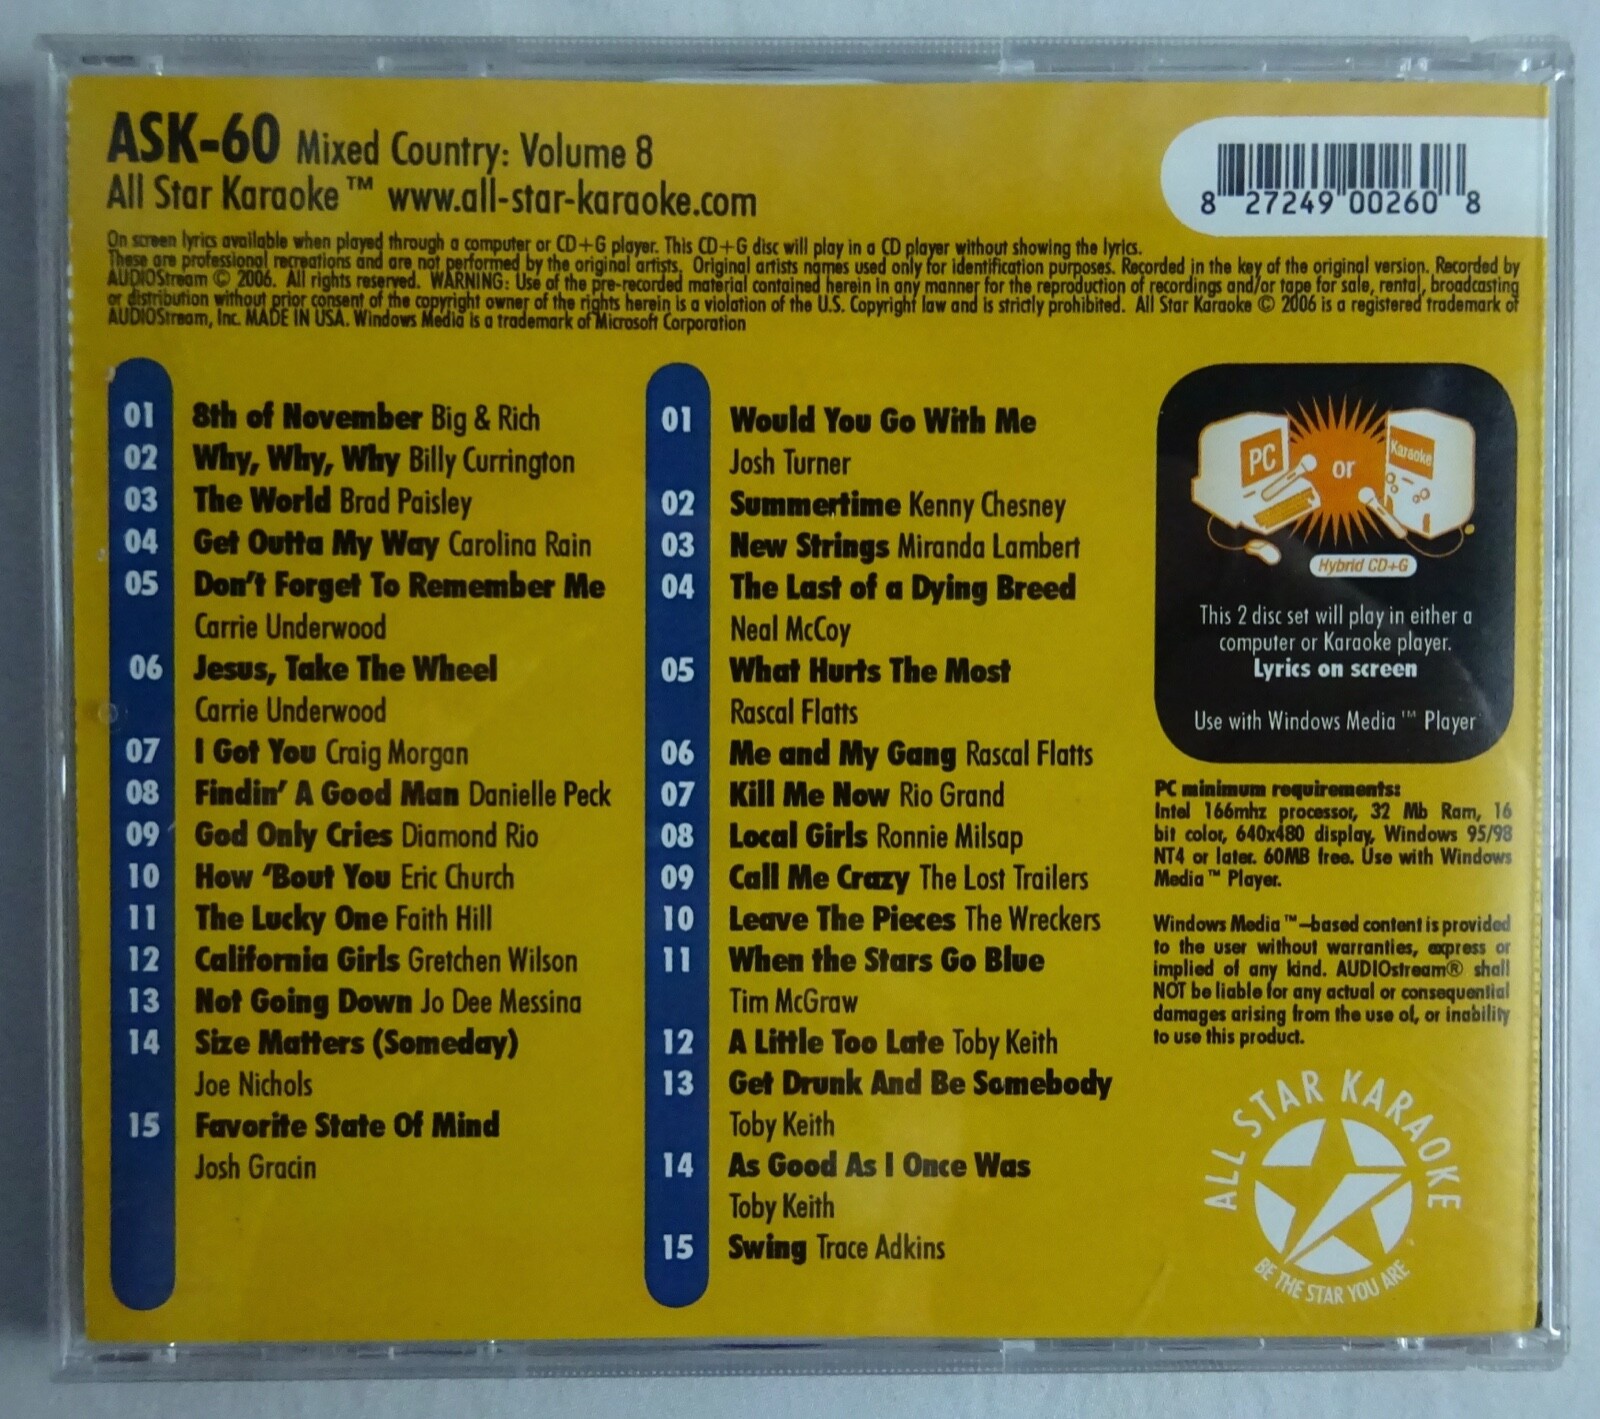 ASK-60 Mixed Country: Volume 8
All Star Karaoke™ www.all-star-karaoke.com
8 27249 00260 8
On screen lyrics available when played through a computer or CD+G player. This CD+G disc will play in a CD player without showing the lyrics.
These are professional recreations and are not performed by the original artists. Original artists names used only for identification purposes. Recorded in the key of the original version. Recorded by
AUDIOStream © 2006. All rights reserved. WARNING: Use of the pre-recorded material contained herein in any manner for the reproduction of recordings and/or tape for sale, rental, broadcasting
or distribution without prior consent of the copyright owner of the rights herein is a violation of the U.S. Copyright law and is strictly prohibited. All Star Karaoke © 2006 is a registered trademark of
AUDIOStream, Inc. MADE IN USA. Windows Media is a trademark of Microsoft Corporation
01 8th of November Big & Rich
02 Why, Why, Why Billy Currington
03 The World Brad Paisley
04 Get Outta My Way Carolina Rain
05 Don't Forget To Remember Me
Carrie Underwood
06 Jesus, Take The Wheel
Carrie Underwood
07 I Got You Craig Morgan
08 Findin' A Good Man Danielle Peck
09 God Only Cries Diamond Rio
10 How 'Bout You Eric Church
11 The Lucky One Faith Hill
12 California Girls Gretchen Wilson
13 Not Going Down Jo Dee Messina
14 Size Matters (Someday)
Joe Nichols
15 Favorite State Of Mind
Josh Gracin
01 Would You Go With Me
Josh Turner
02 Summertime Kenny Chesney
03 New Strings Miranda Lambert
04 The Last of a Dying Breed
Neal McCoy
05 What Hurts The Most
Rascal Flatts
06 Me and My Gang Rascal Flatts
07 Kill Me Now Rio Grand
08 Local Girls Ronnie Milsap
09 Call Me Crazy The Lost Trailers
10 Leave The Pieces The Wreckers
11 When the Stars Go Blue
Tim McGraw
12 A Little Too Late Toby Keith
13 Get Drunk And Be Somebody
Toby Keith
14 As Good As I Once Was
Toby Keith
15 Swing Trace Adkins
PC or Karaoke
Hybrid CD+G
This 2 disc set will play in either a
computer or Karaoke player.
Lyrics on screen
Use with Windows Media™ Player
PC minimum requirements:
Intel 166mhz processor, 32 Mb Ram, 16
bit color, 640x480 display, Windows 95/98
NT4 or later. 60MB free. Use with Windows
Media™ Player.
Windows Media™-based content is provided
to the user without warranties, express or
implied of any kind. AUDIOstream® shall
NOT be liable for any actual or consequential
damages arising from the use of, or inability
to use this product.
ALL STAR KARAOKE
BE THE STAR YOU ARE